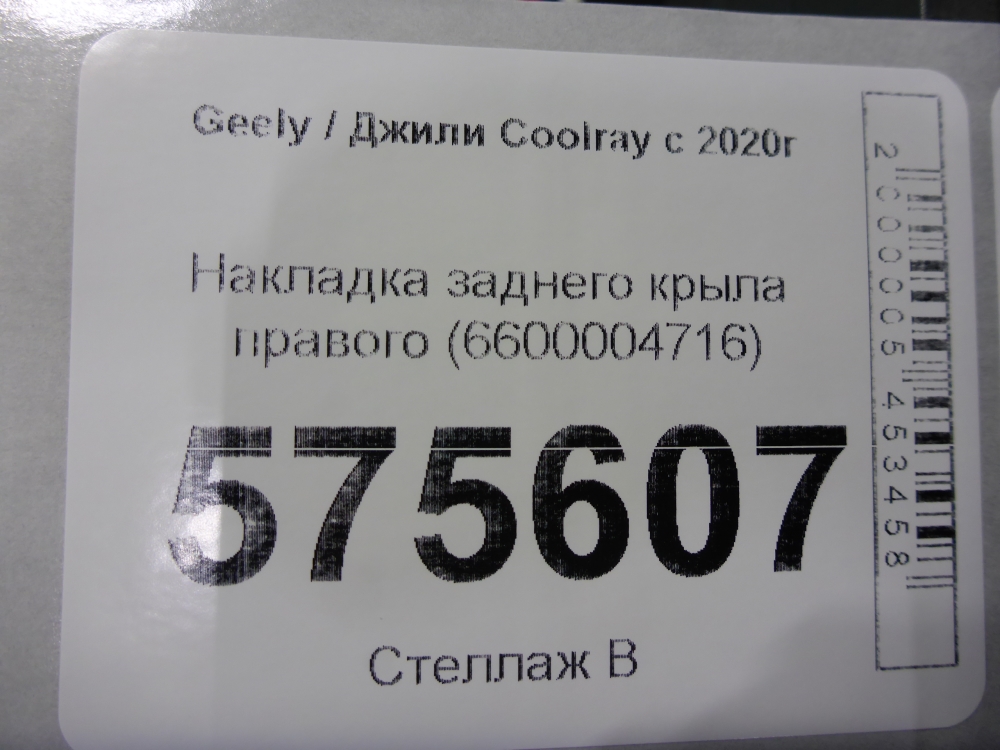 Geely / Джили Coolray с 2020г
Накладка заднего крыла
правого (6600004716)
575607
Стеллаж В
2000005453458